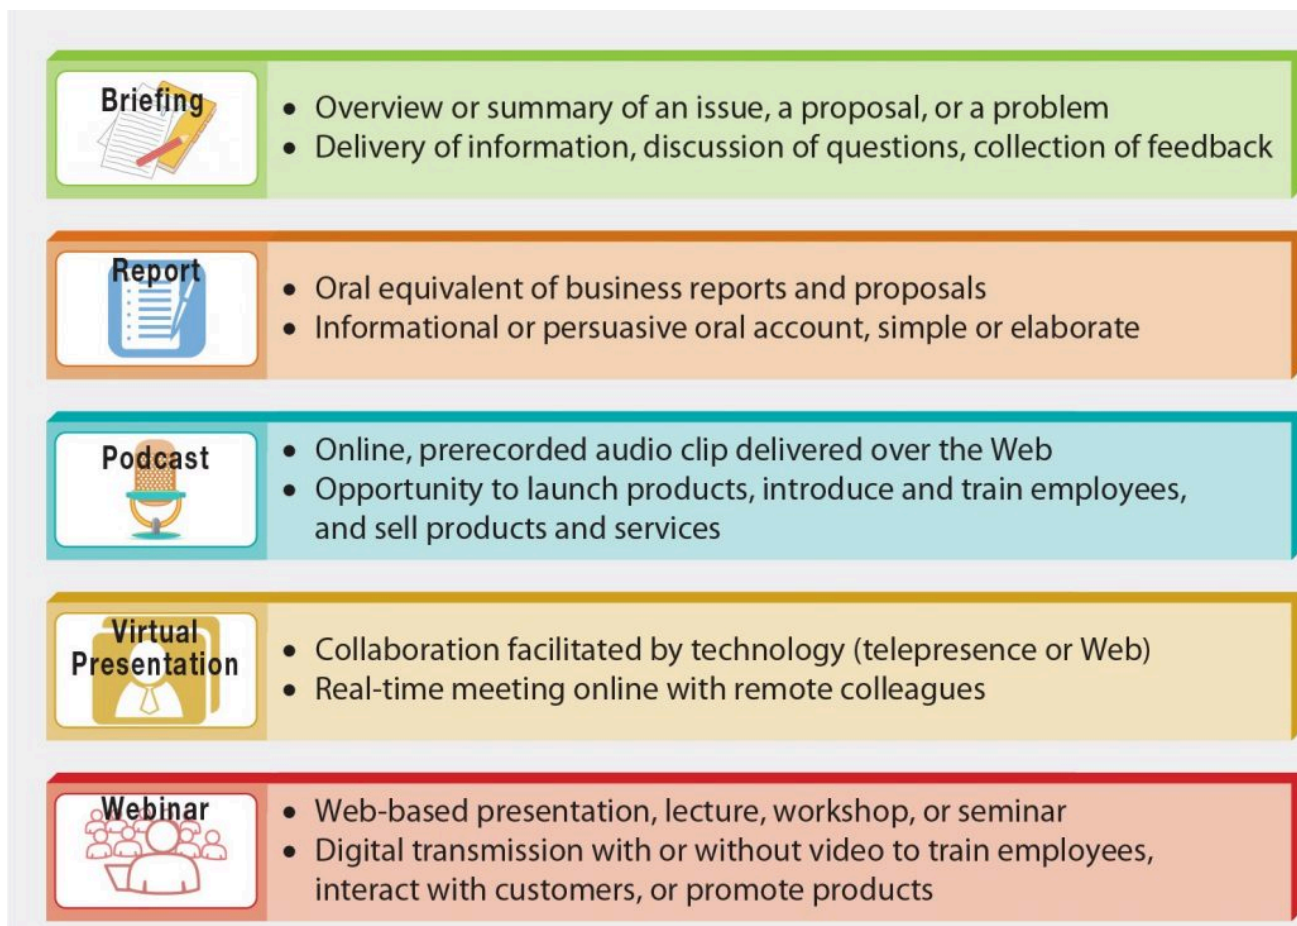 Briefing
• Overview or summary of an issue, a proposal, or a problem
• Delivery of information, discussion of questions, collection of feedback
Report
• Oral equivalent of business reports and proposals
• Informational or persuasive oral account, simple or elaborate
Podcast
• Online, prerecorded audio clip delivered over the Web
• Opportunity to launch products, introduce and train employees,
and sell products and services
Virtual
Presentation
• Collaboration facilitated by technology (telepresence or Web)
• Real-time meeting online with remote colleagues
Webinar
• Web-based presentation, lecture, workshop, or seminar
• Digital transmission with or without video to train employees,
interact with customers, or promote products